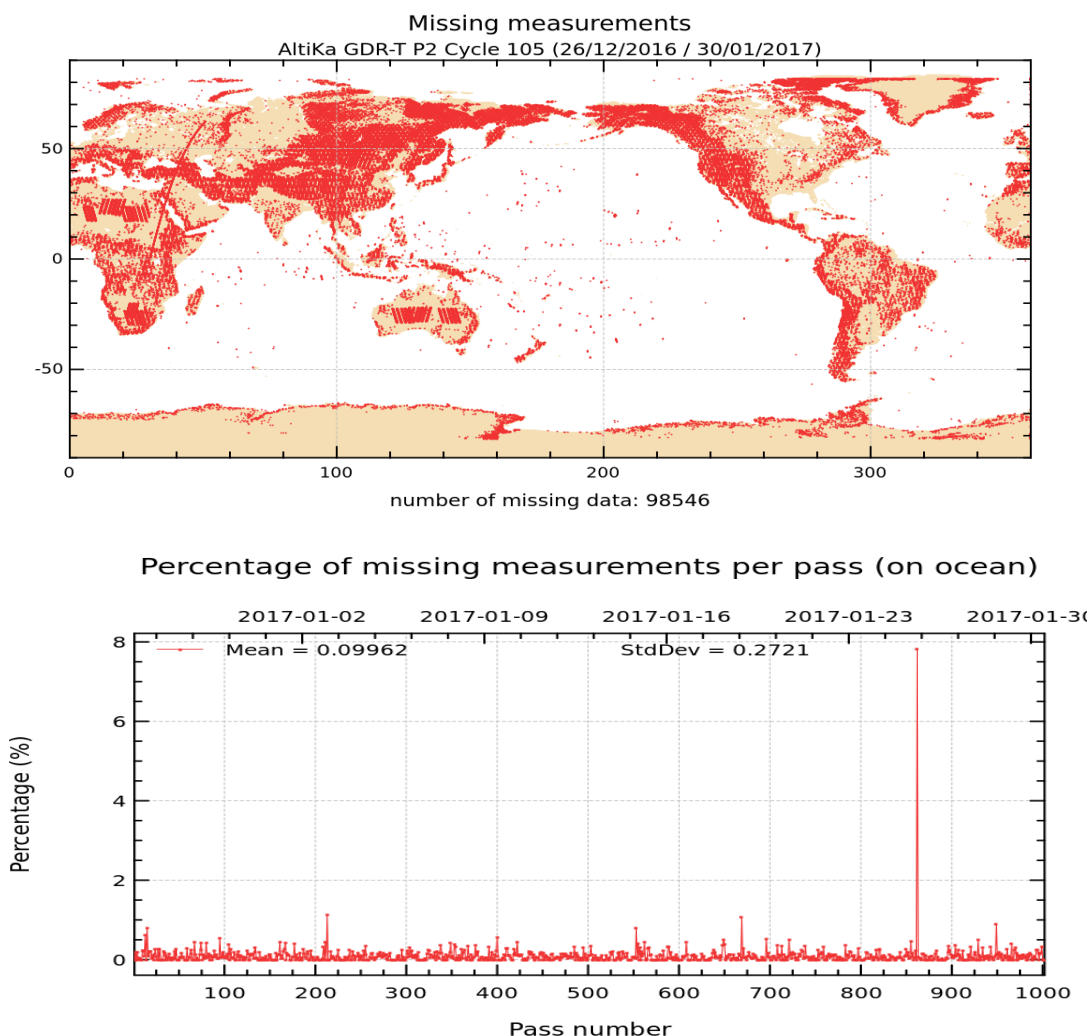 Missing measurements
AltiKa GDR-T P2 Cycle 105 (26/12/2016 / 30/01/2017)
50
0
-50
0 100 200 300
number of missing data: 98546
Percentage of missing measurements per pass (on ocean)
2017-01-02 2017-01-09 2017-01-16 2017-01-23 2017-01-30
8
Mean = 0.09962 StdDev = 0.2721
6
4
2
0
Percentage (%)
100 200 300 400 500 600 700 800 900 1000
Pass number